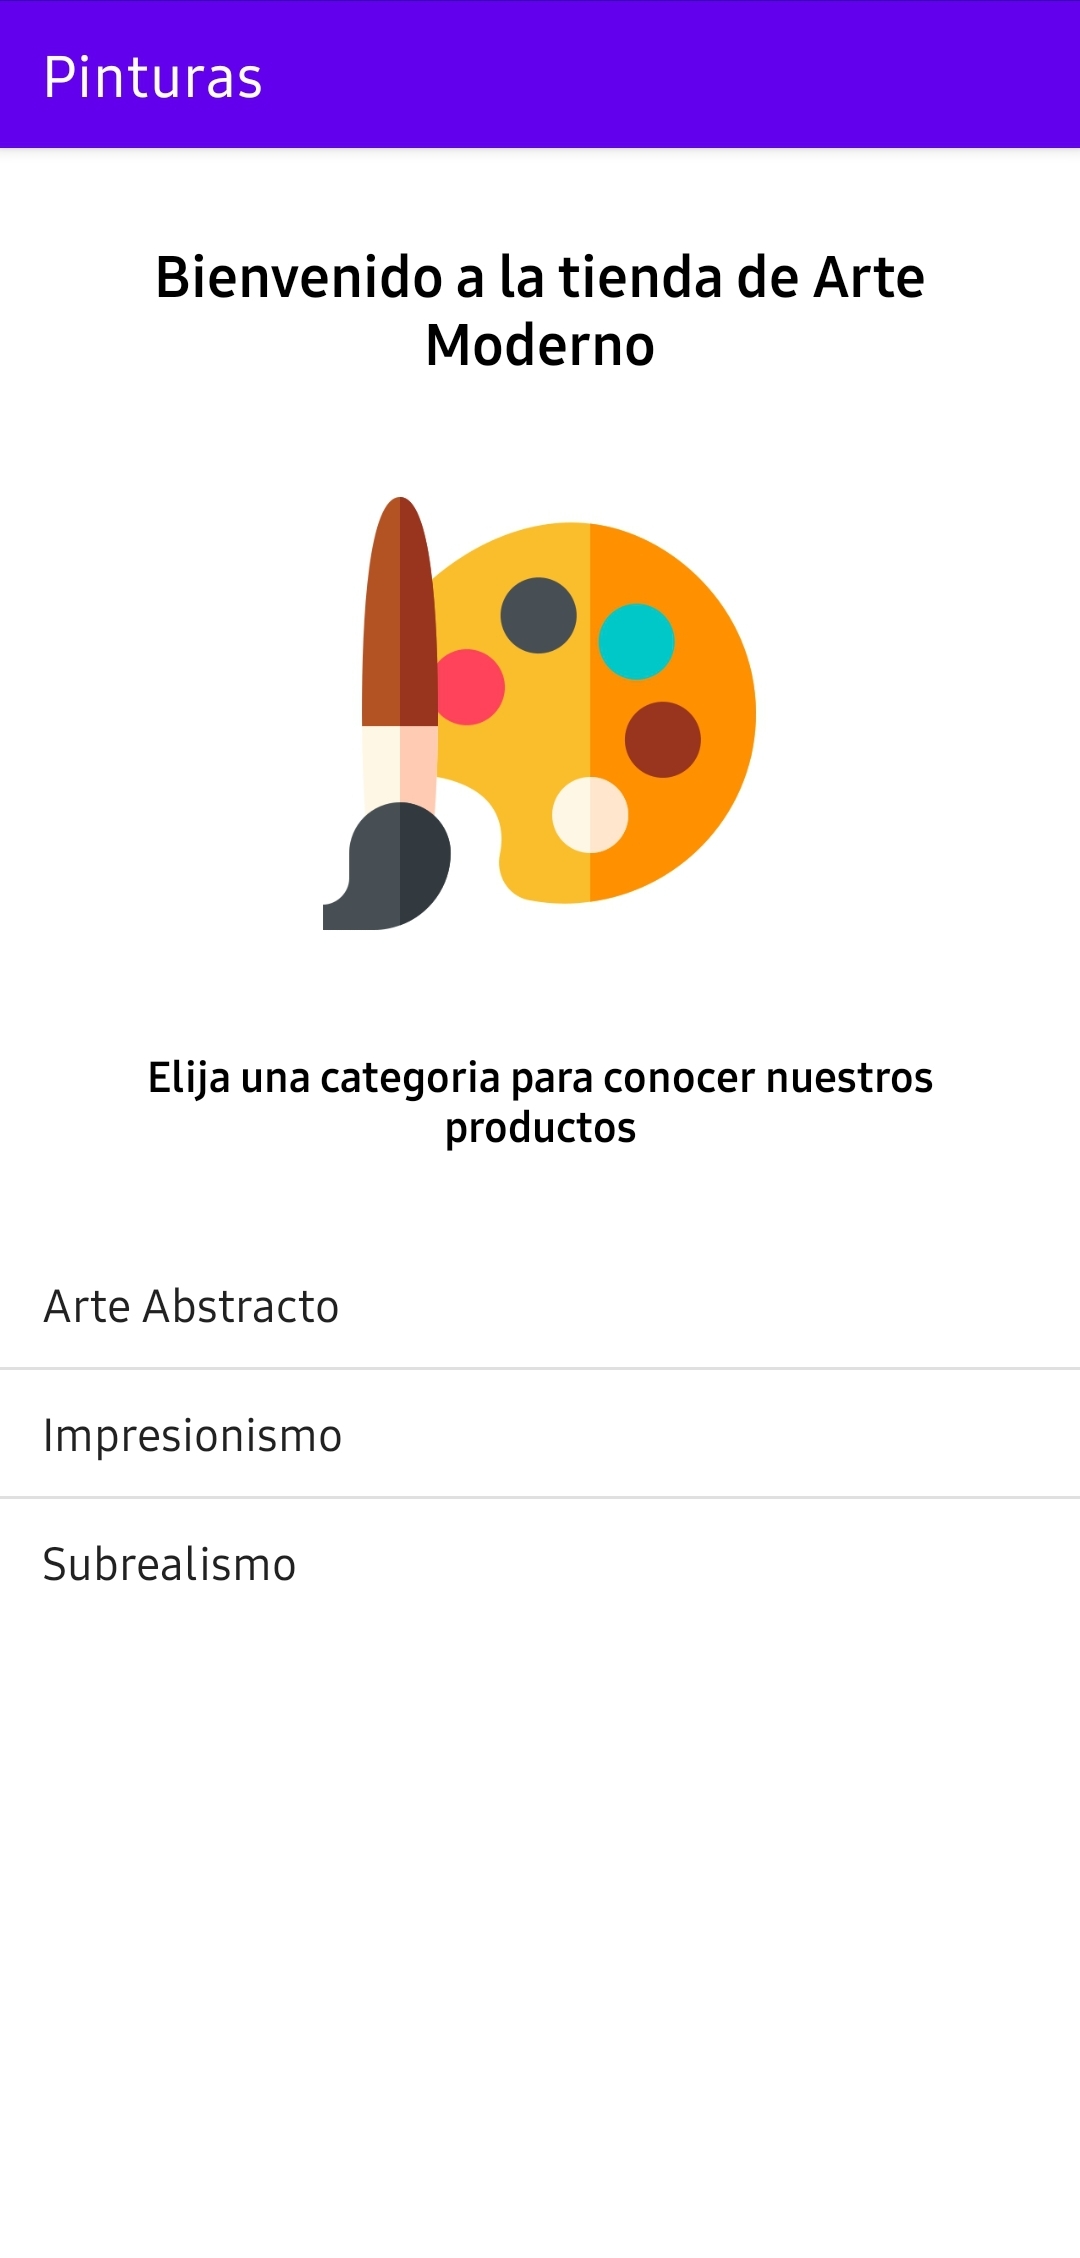 Pinturas
Bienvenido a la tienda de Arte
Moderno
Elija una categoria para conocer nuestros
productos
Arte Abstracto
Impresionismo
Subrealismo